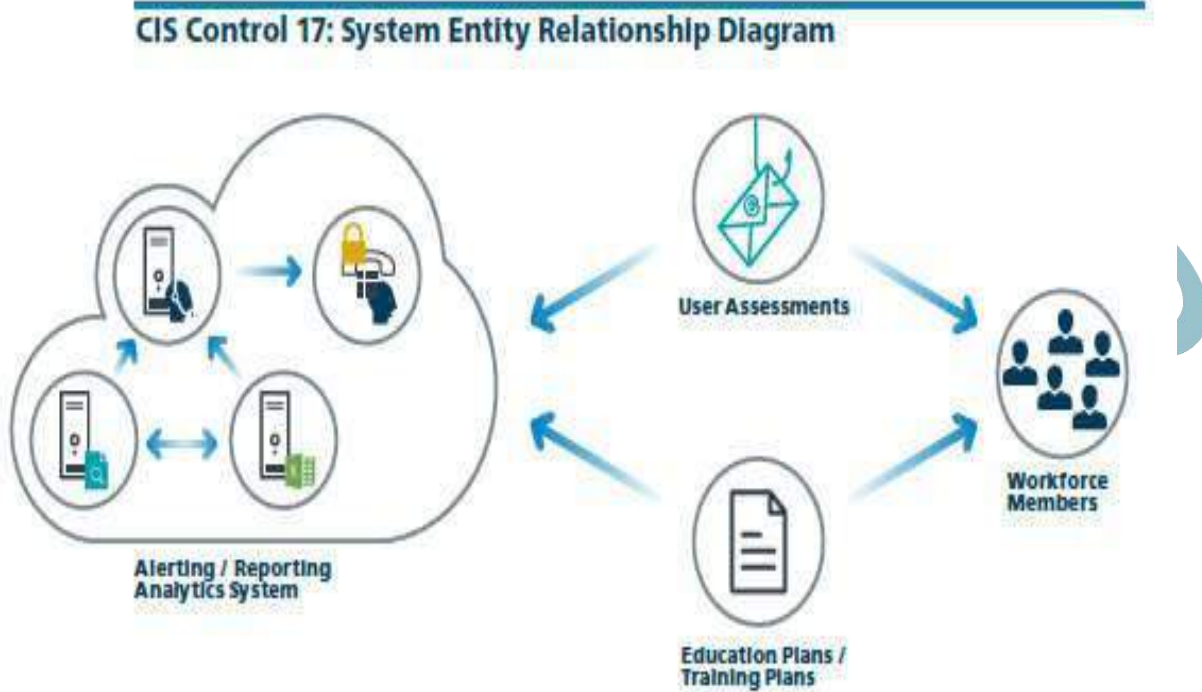 CIS Control 17: System Entity Relationship Diagram
User Assessments
Workforce
Members
Alerting / Reporting
Analytics System
Education Plans /
Training Plans